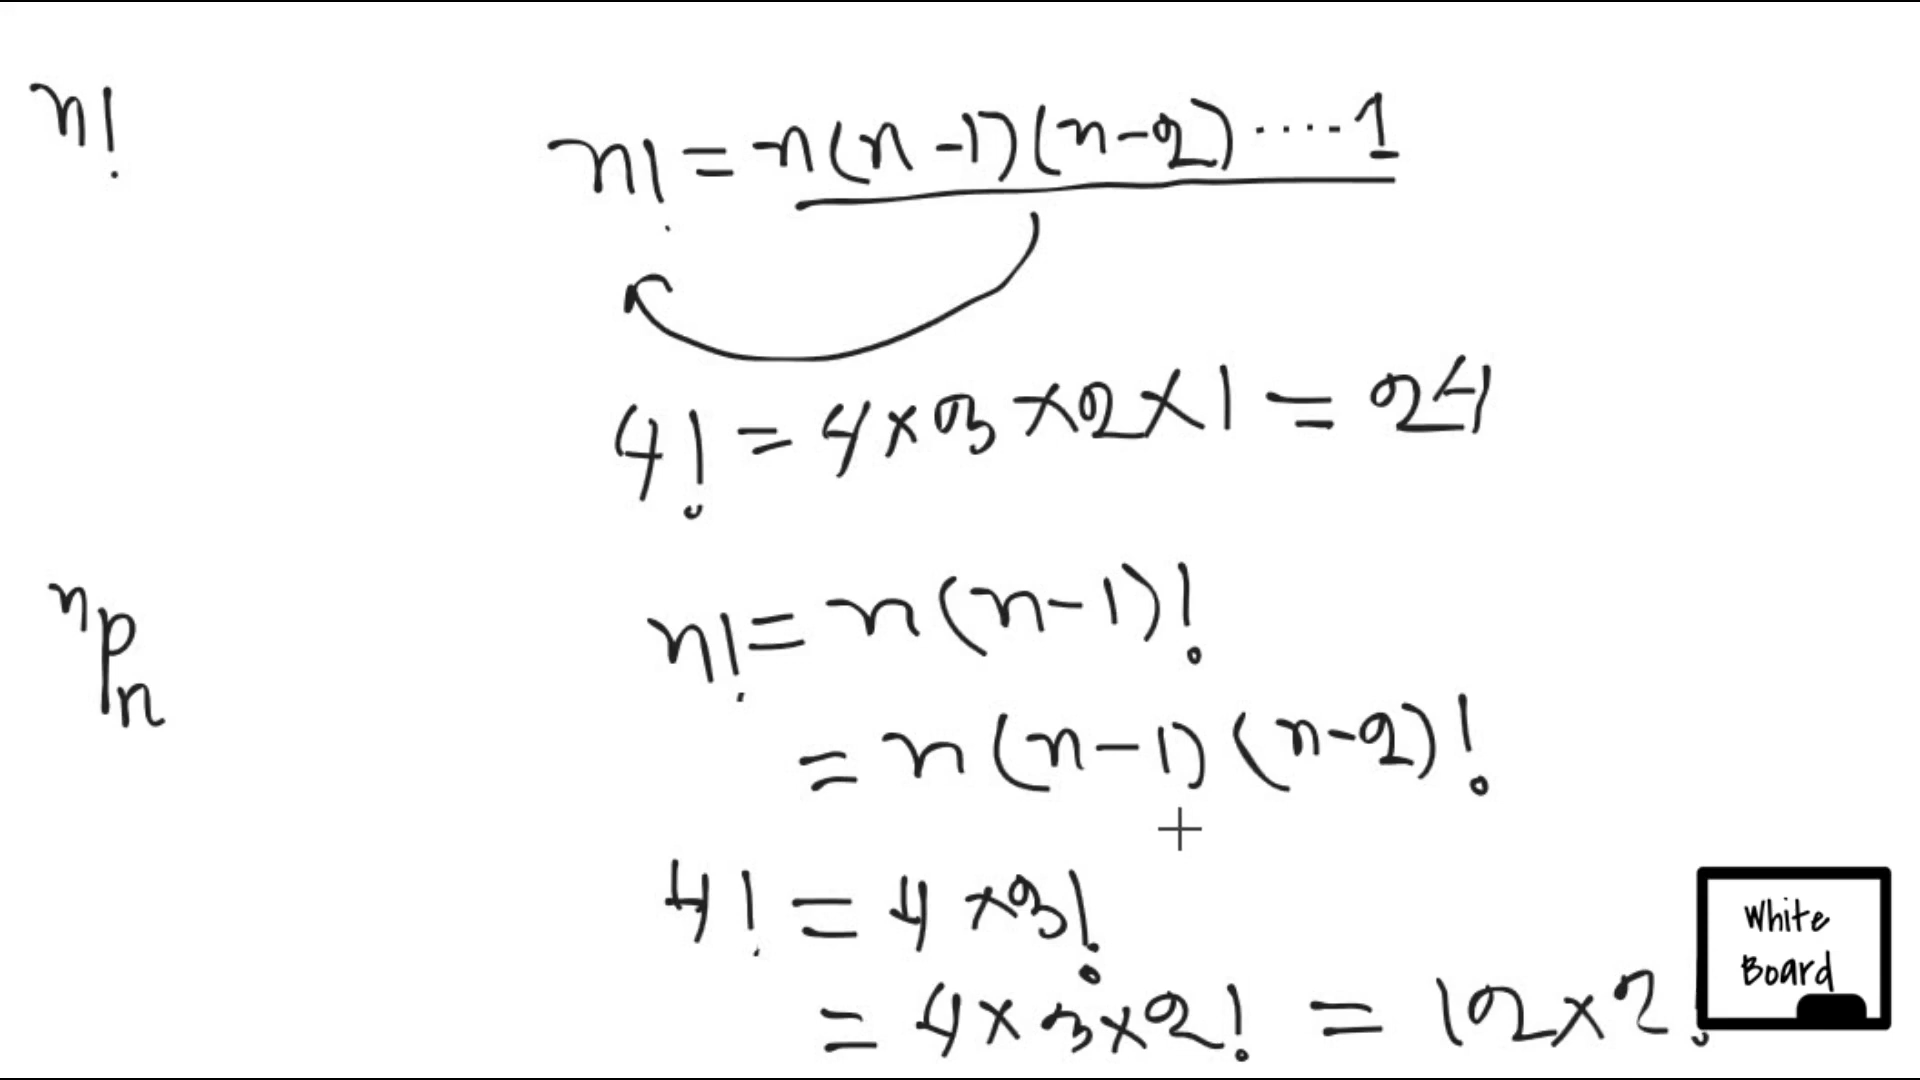 n!
n! = n(n-1)(n-2) ..... 1
4! = 4 × 3 × 2 × 1 = 24
ⁿPₙ
n! = n(n-1)!
= n(n-1)(n-2)!
4! = 4 × 3!
= 4 × 3 × 2! = 12 × 2!
White
Board